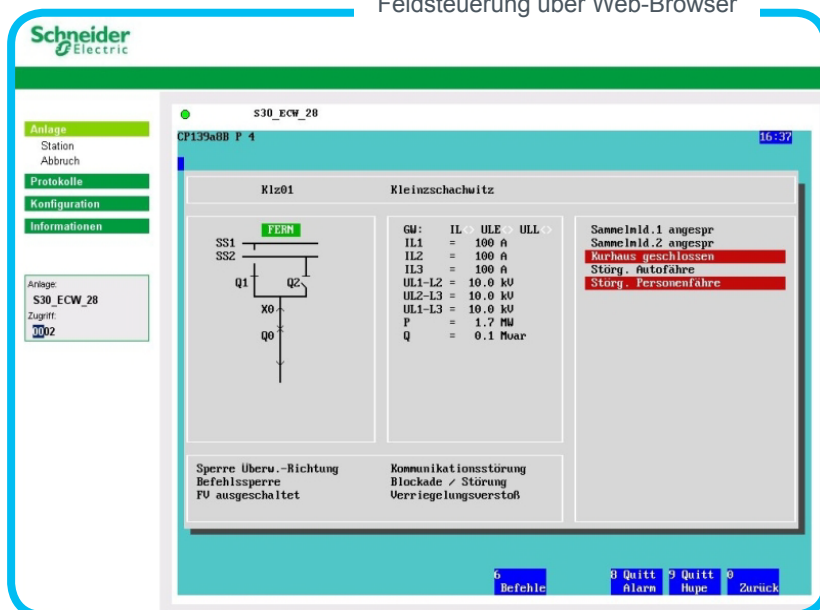 Feldsteuerung über Web-Browser
Schneider
Electric
S30_ECW_28
CP139a8B P 4
16:37
Anlage
Station
Abbruch
Protokolle
Konfiguration
Informationen
Anlage:
S30_ECW_28
Zugriff:
0002
Klz01 Kleinzschachwitz
FERN
SS1
SS2
Q1 Q2
X0
Q0
GW: IL<> ULE<> ULL<>
IL1 = 100 A
IL2 = 100 A
IL3 = 100 A
UL1-L2 = 10.0 kV
UL2-L3 = 10.0 kV
UL1-L3 = 10.0 kV
P = 1.7 MW
Q = 0.1 Mvar
Sammelmld.1 angespr
Sammelmld.2 angespr
Kurhaus geschlossen
Störg. Autofähre
Störg. Personenfähre
Sperre Überw.-Richtung
Befehlssperre
FV ausgeschaltet
Kommunikationsstörung
Blockade / Störung
Verriegelungsverstoß
6 Befehle
8 Quitt Alarm
9 Quitt Hupe
0 Zurück